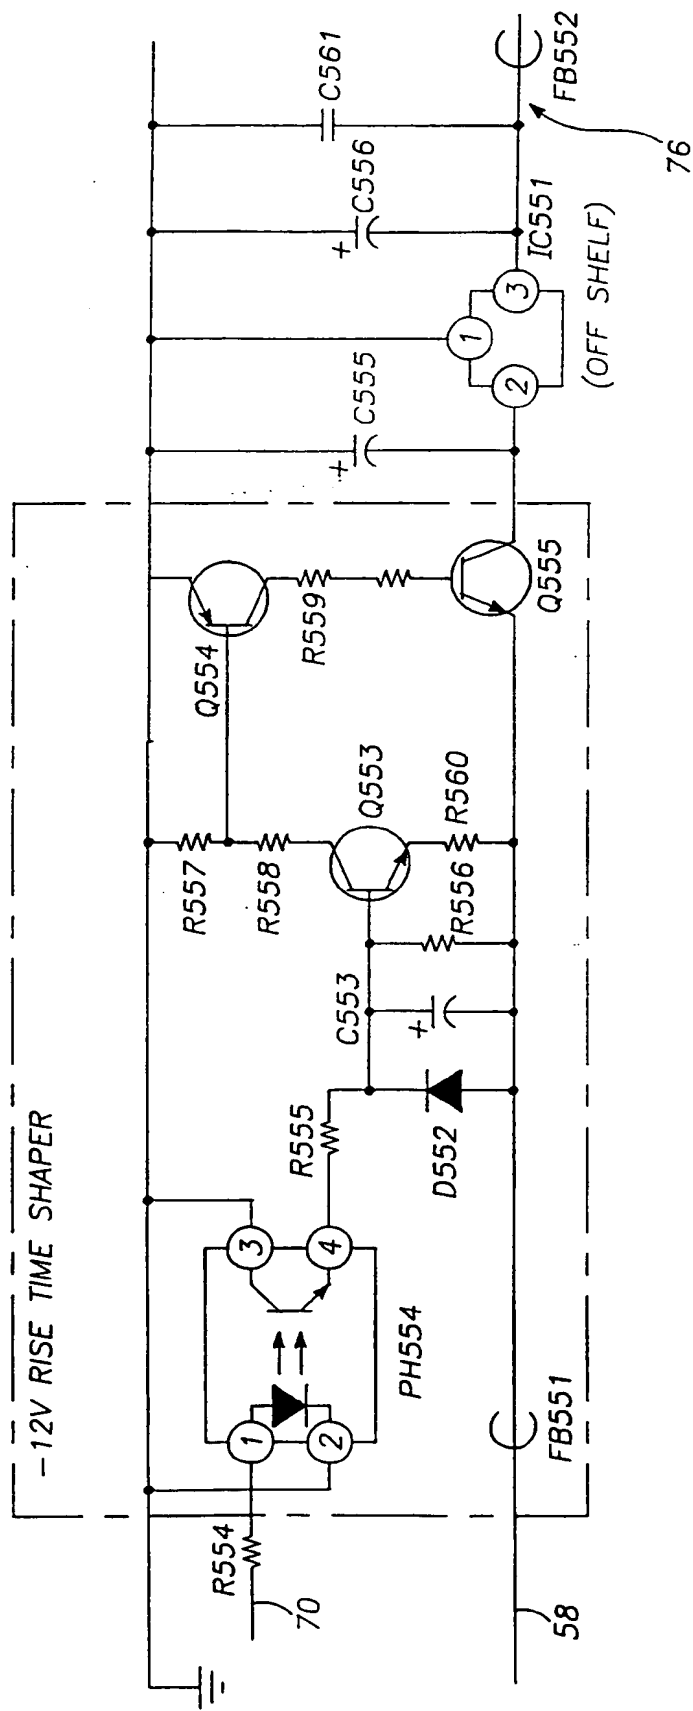 -12V RISE TIME SHAPER
R554
70
1
2
3
4
PH554
R555
D552
C553
+
R556
R557
R558
Q553
R560
Q554
R559
Q555
FB551
58
+
C555
1
2
3
IC551
(OFF SHELF)
+
C556
C561
FB552
76